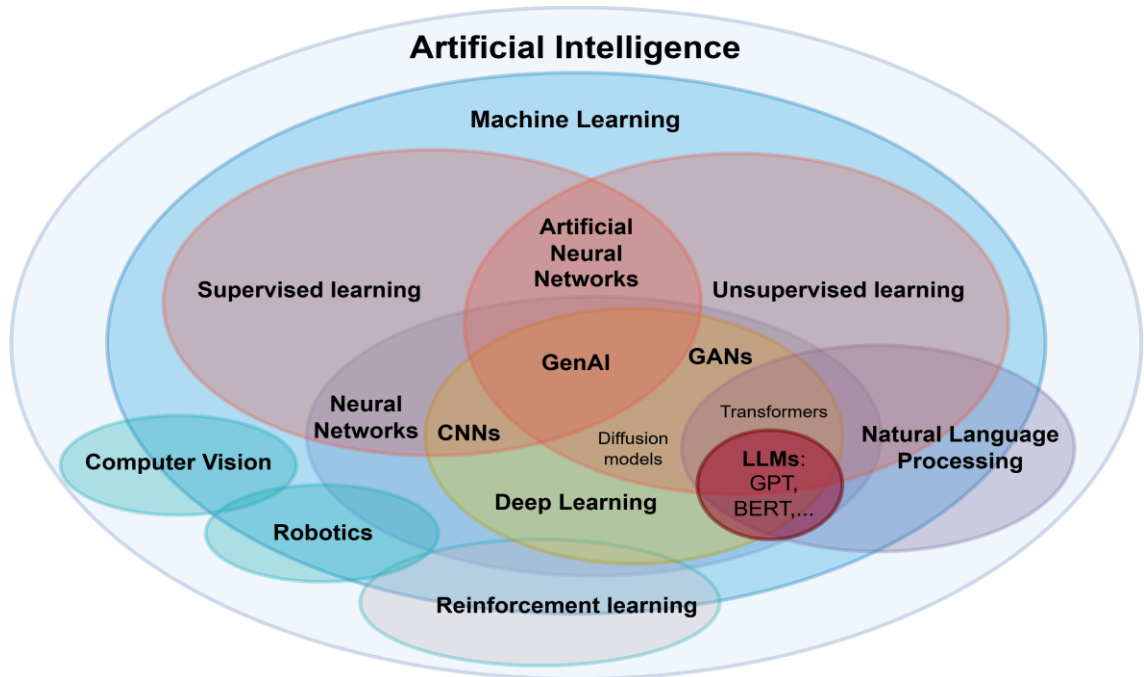 Artificial Intelligence
Machine Learning
Artificial
Neural
Networks
Supervised learning
Unsupervised learning
GenAI
GANs
Neural
Networks
CNNs
Transformers
Diffusion
models
Natural Language
Processing
Computer Vision
LLMs:
GPT,
BERT,...
Deep Learning
Robotics
Reinforcement learning